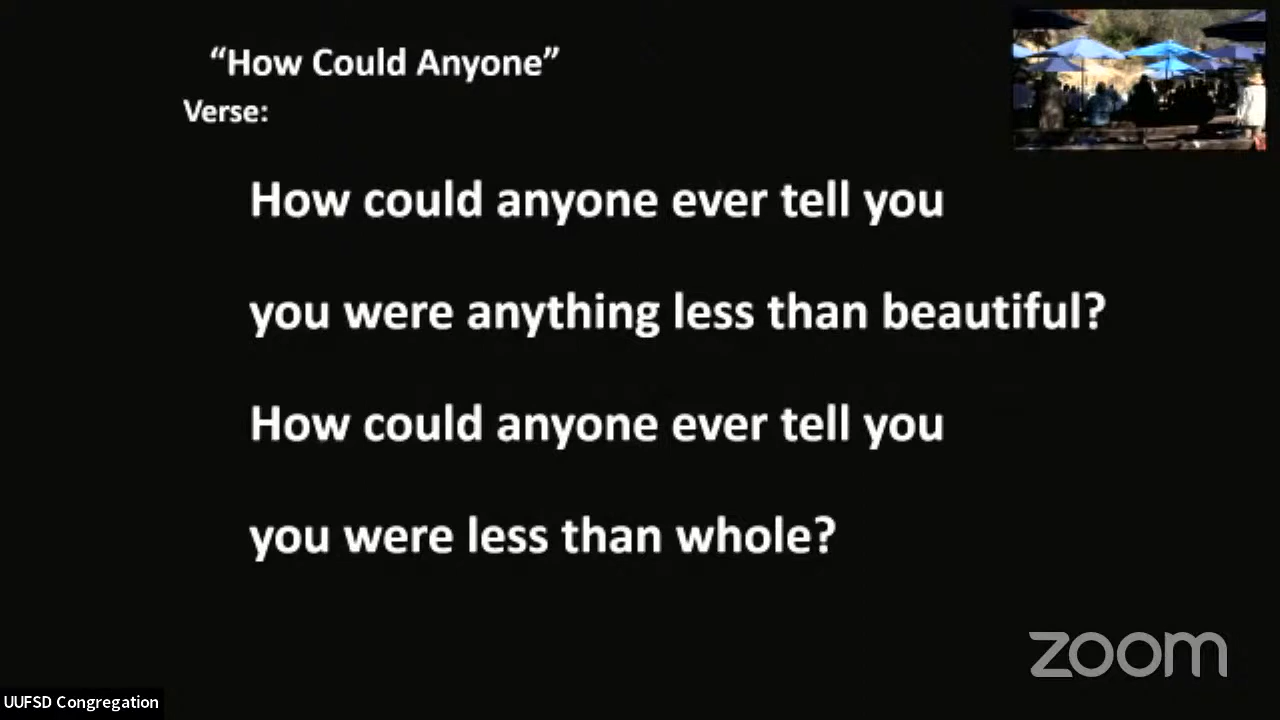 “How Could Anyone”
Verse:
How could anyone ever tell you
you were anything less than beautiful?
How could anyone ever tell you
you were less than whole?
zoom
UUFSD Congregation